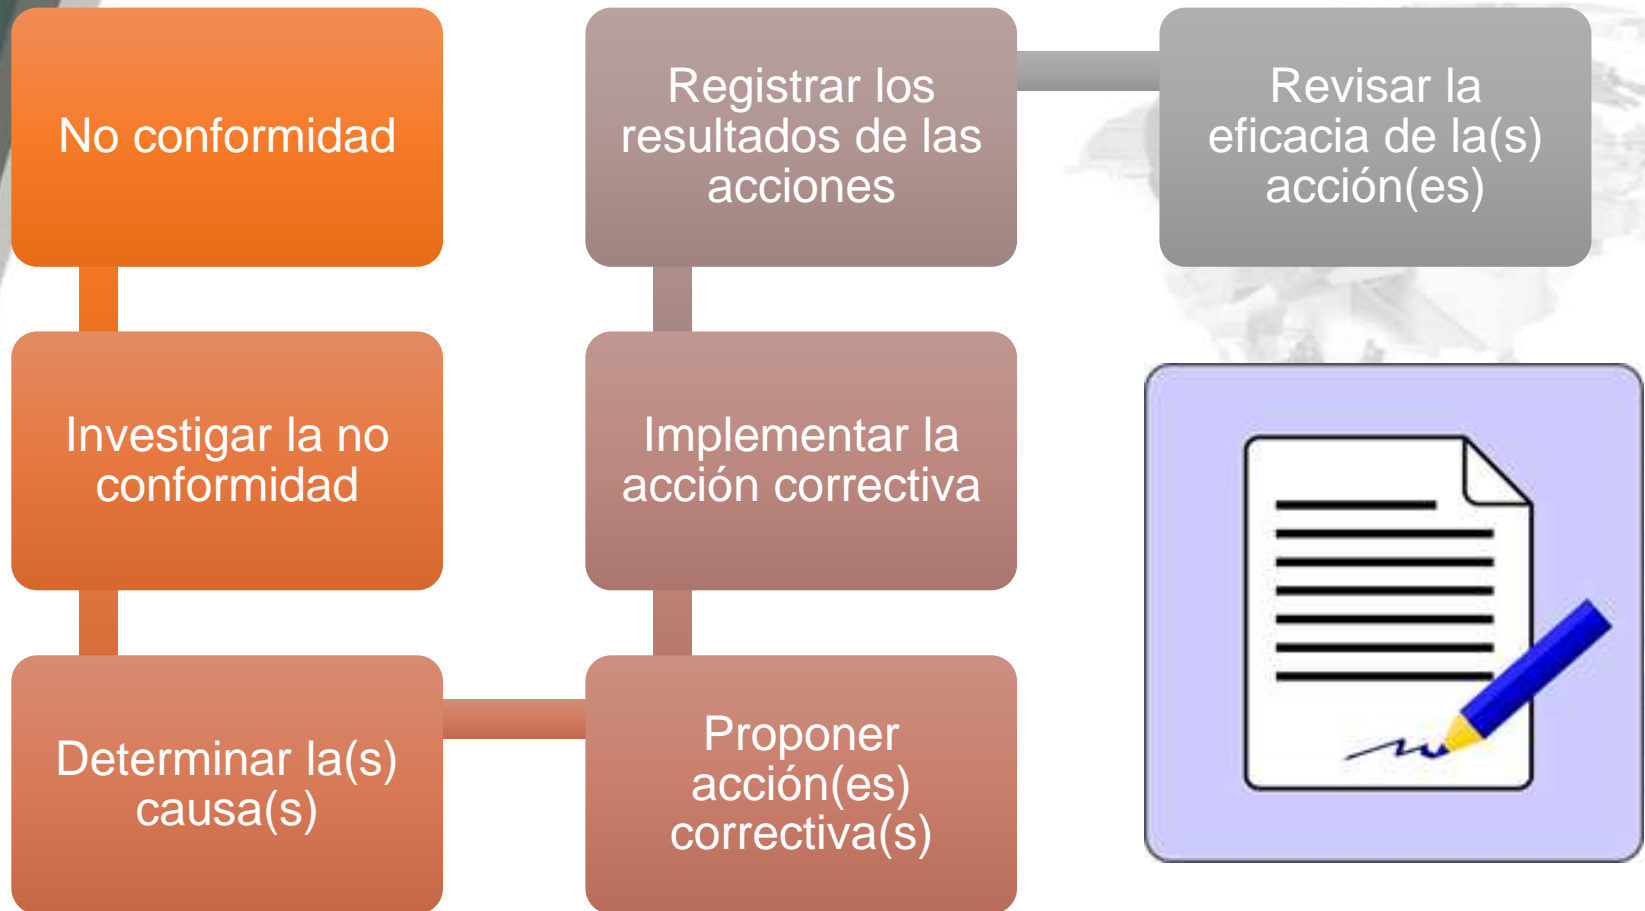 No conformidad
Investigar la no
conformidad
Determinar la(s)
causa(s)
Proponer
acción(es)
correctiva(s)
Implementar la
acción correctiva
Registrar los
resultados de las
acciones
Revisar la
eficacia de la(s)
acción(es)